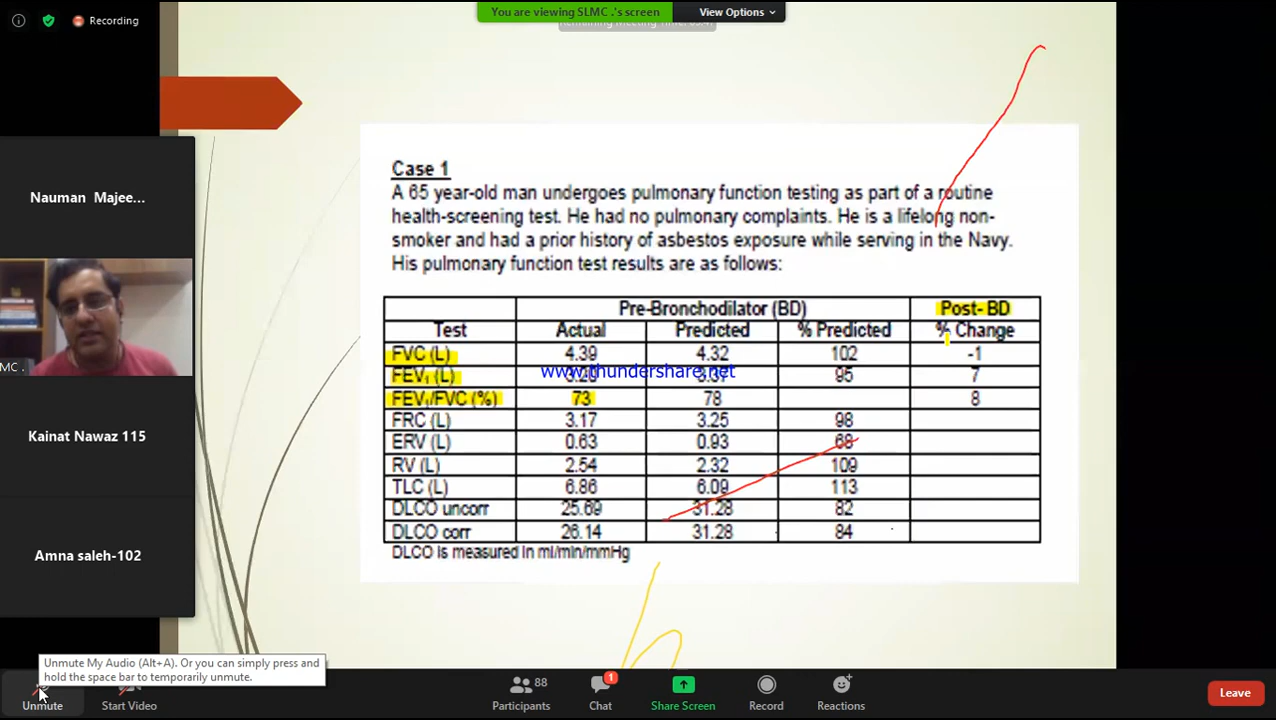 Recording
You are viewing SLMC .'s screen
View Options
Nauman Majee...
MC .
Kainat Nawaz 115
Amna saleh-102
Case 1
A 65 year-old man undergoes pulmonary function testing as part of a routine
health-screening test. He had no pulmonary complaints. He is a lifelong non-
smoker and had a prior history of asbestos exposure while serving in the Navy.
His pulmonary function test results are as follows:
Pre-Bronchodilator (BD) Post- BD
Test Actual Predicted % Predicted % Change
FVC (L) 4.39 4.32 102 -1
FEV₁ (L) 3.20 3.37 95 7
www.thundershare.net
FEV₁/FVC (%) 73 78 8
FRC (L) 3.17 3.25 98
ERV (L) 0.63 0.93 68
RV (L) 2.54 2.32 109
TLC (L) 6.86 6.09 113
DLCO uncorr 25.69 31.28 82
DLCO corr 26.14 31.28 84
DLCO is measured in ml/min/mmHg
Unmute My Audio (Alt+A). Or you can simply press and
hold the space bar to temporarily unmute.
Unmute
Start Video
88
Participants
1
Chat
Share Screen
Record
Reactions
Leave